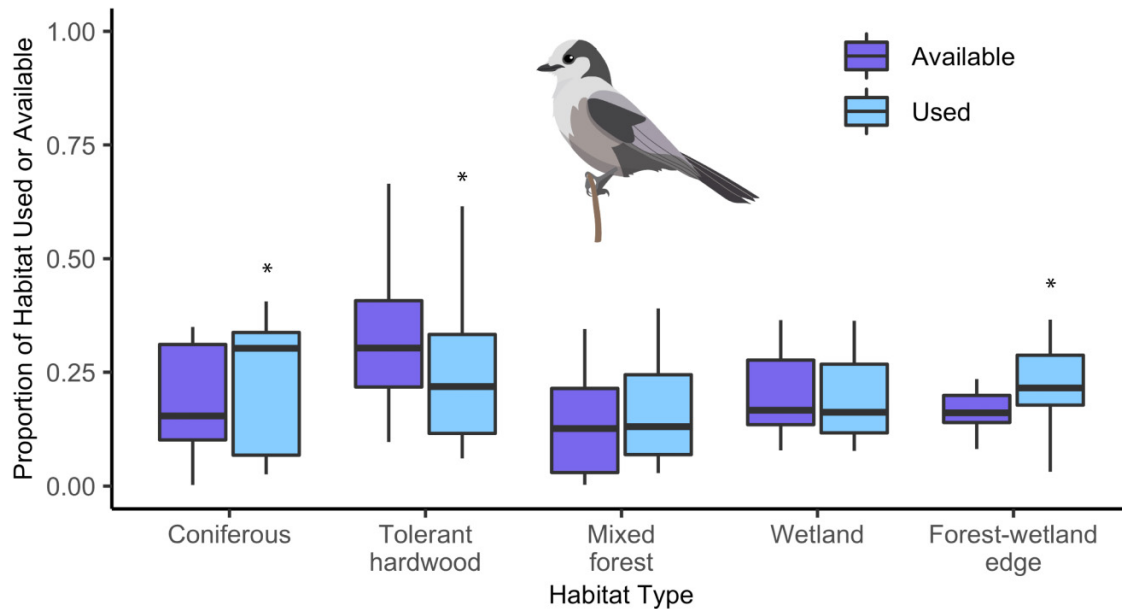 Proportion of Habitat Used or Available
1.00
0.75
0.50
0.25
0.00
Available
Used
*
*
*
Coniferous
Tolerant
hardwood
Mixed
forest
Wetland
Forest-wetland
edge
Habitat Type